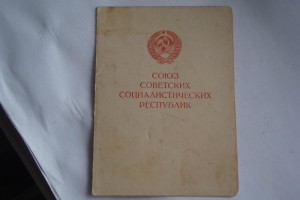 СОЮЗ
СОВЕТСКИХ
СОЦИАЛИСТИЧЕСКИХ
РЕСПУБЛИК